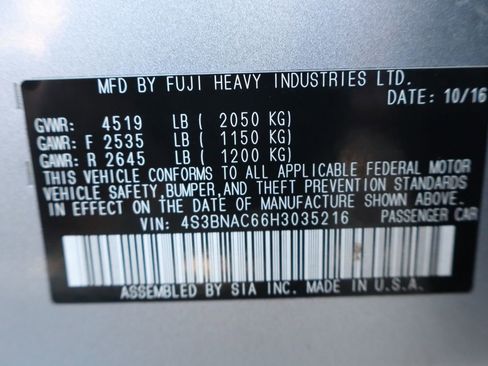 MFD BY FUJI HEAVY INDUSTRIES LTD.
DATE: 10/16
GVWR: 4519 LB ( 2050 KG)
GAWR: F 2535 LB ( 1150 KG)
GAWR: R 2645 LB ( 1200 KG)
THIS VEHICLE CONFORMS TO ALL APPLICABLE FEDERAL MOTOR
VEHICLE SAFETY,BUMPER,AND THEFT PREVENTION STANDARDS
IN EFFECT ON THE DATE OF MANUFACTURE SHOWN ABOVE.
VIN: 4S3BNAC66H3035216 PASSENGER CAR
ASSEMBLED BY SIA INC. MADE IN U.S.A.